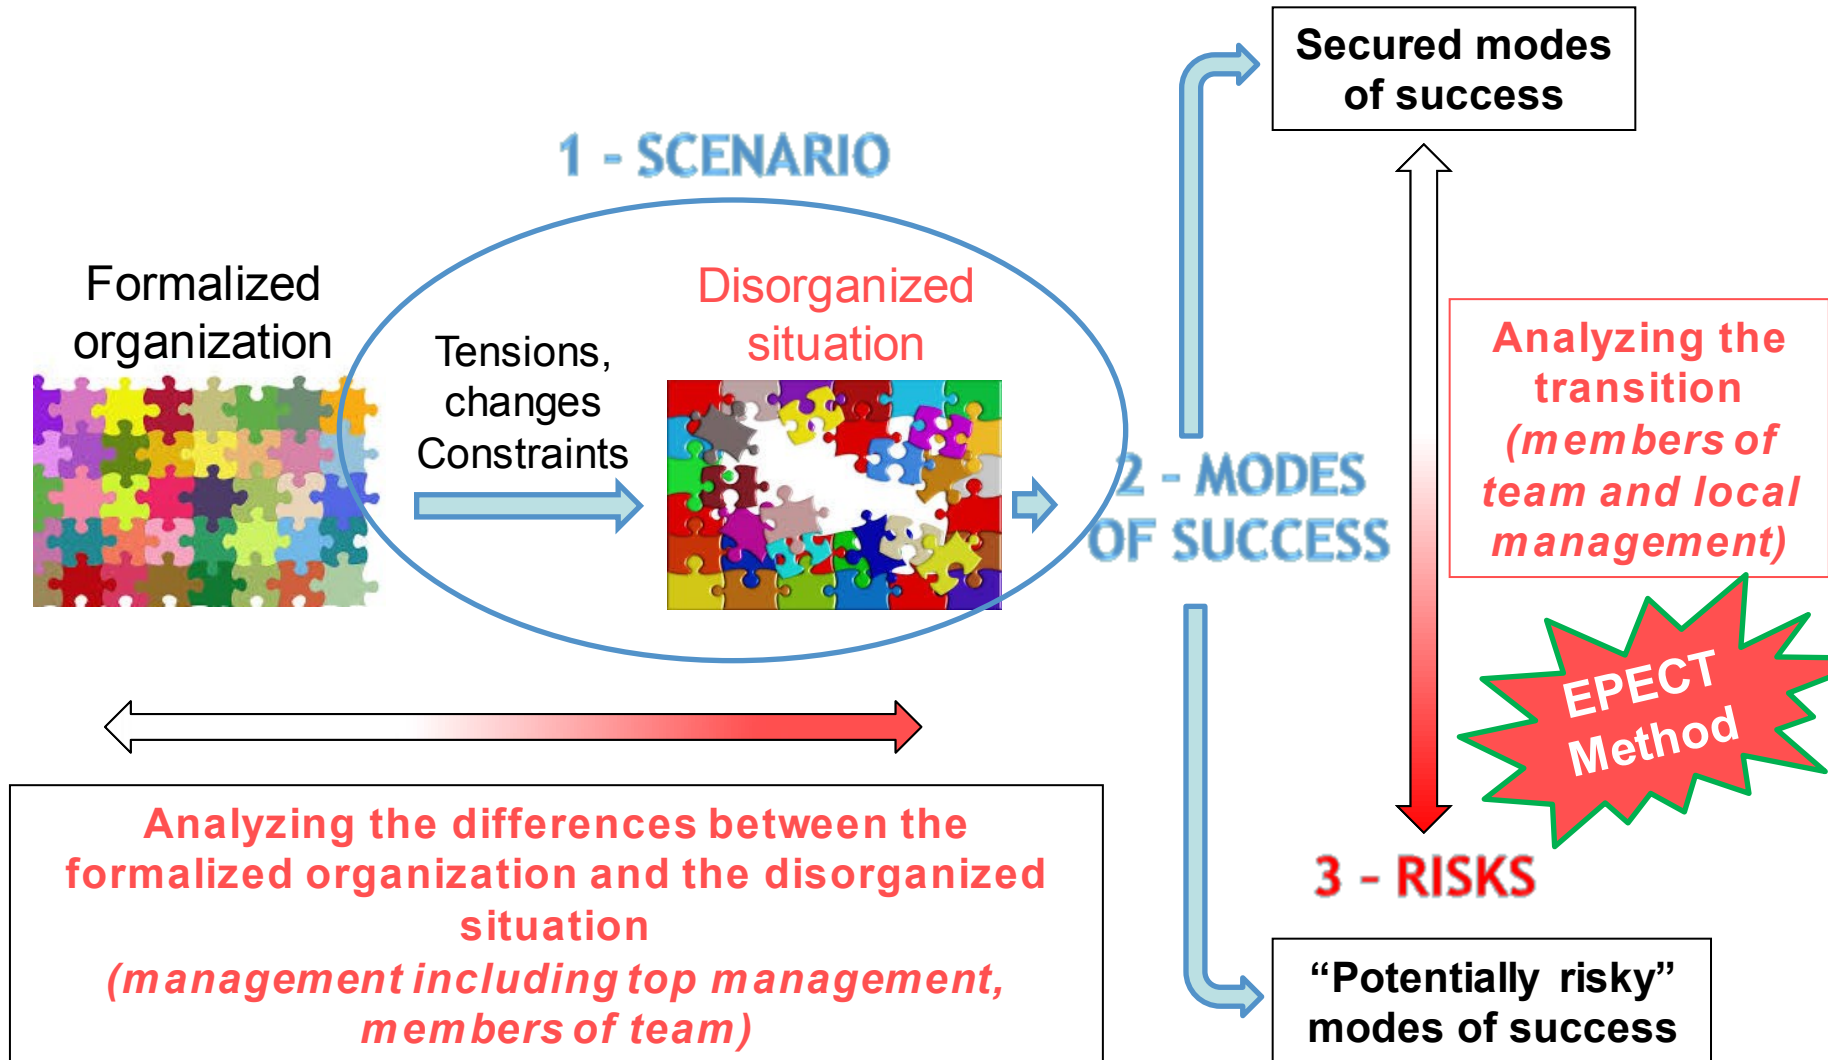 1 - SCENARIO
Formalized
organization
Tensions,
changes
Constraints
Disorganized
situation
2 - MODES
OF SUCCESS
Secured modes
of success
Analyzing the
transition
(members of
team and local
management)
EPECT
Method
3 - RISKS
“Potentially risky”
modes of success
Analyzing the differences between the
formalized organization and the disorganized
situation
(management including top management,
members of team)